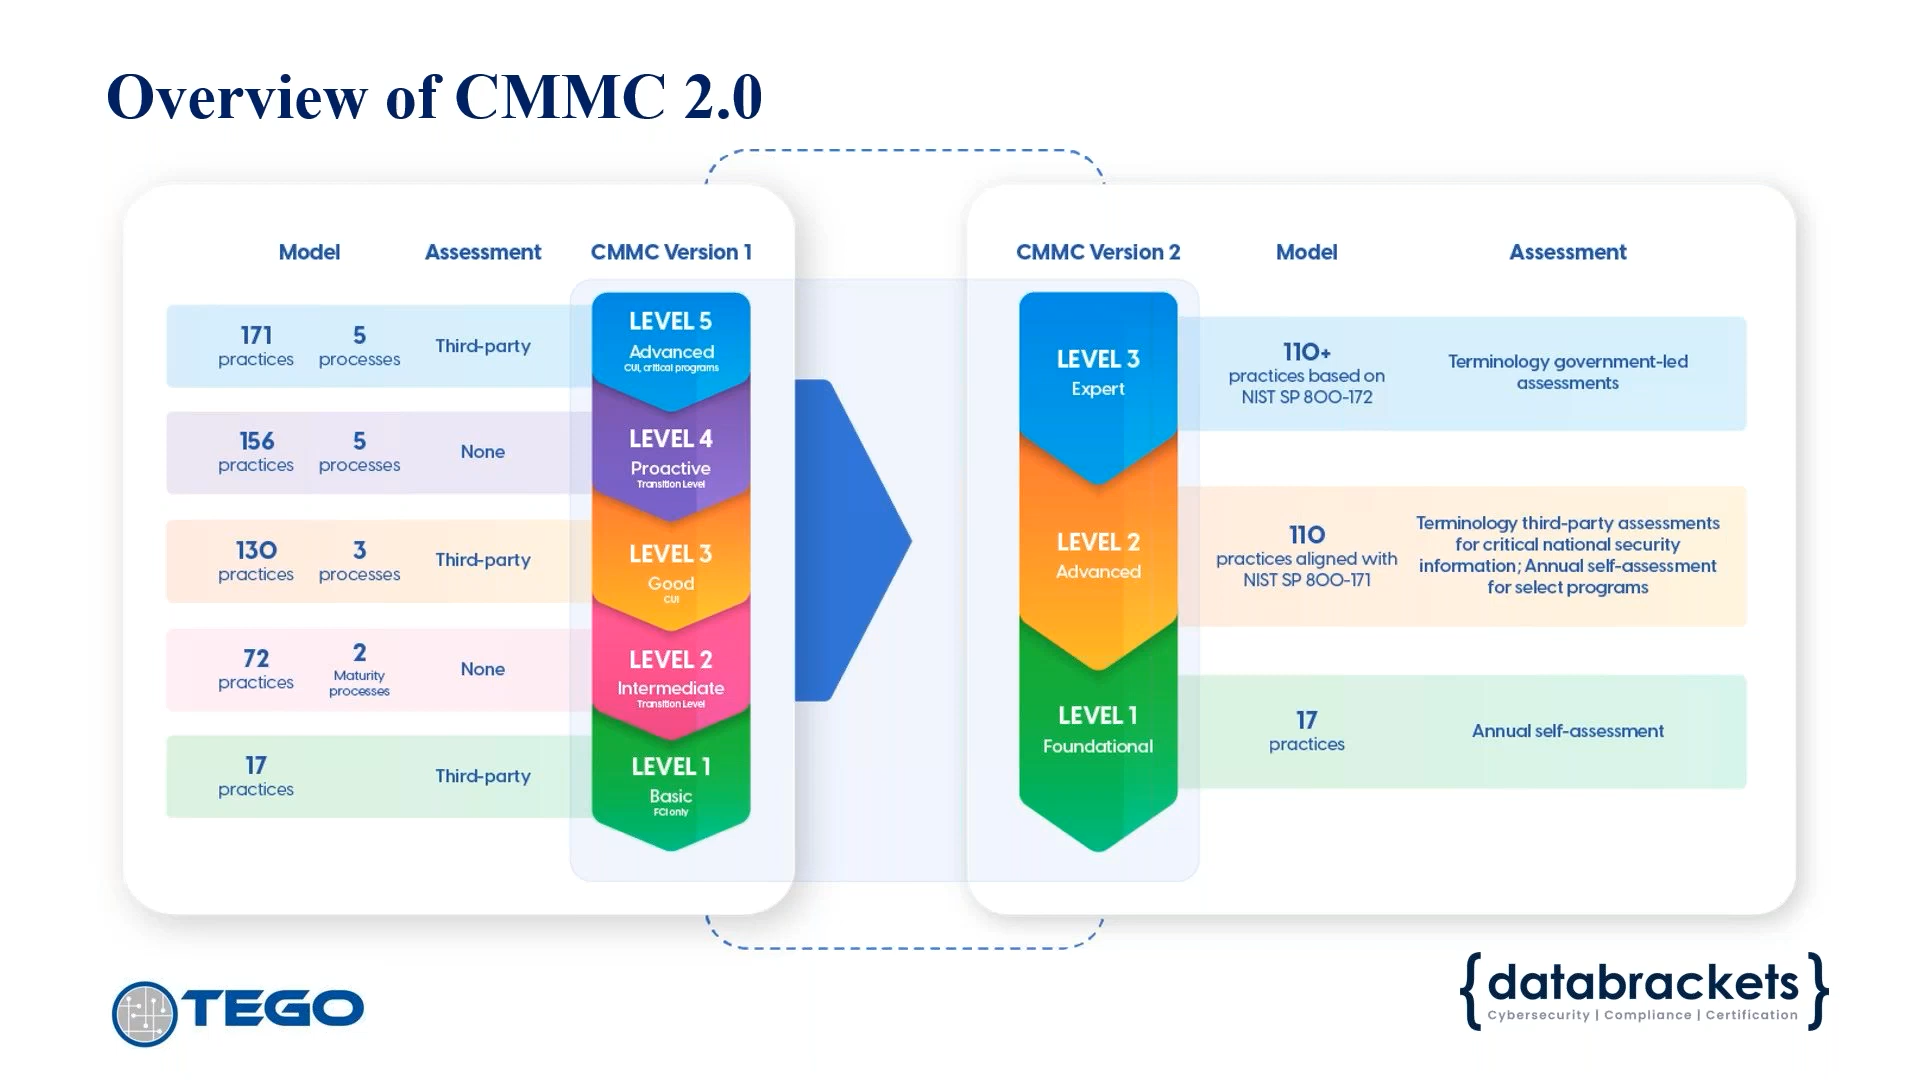 Overview of CMMC 2.0
Model
Assessment
CMMC Version 1
171
practices
5
processes
Third-party
LEVEL 5
Advanced
CUI, critical programs
156
practices
5
processes
None
LEVEL 4
Proactive
Transition Level
130
practices
3
processes
Third-party
LEVEL 3
Good
CUI
72
practices
2
Maturity
processes
None
LEVEL 2
Intermediate
Transition Level
17
practices
Third-party
LEVEL 1
Basic
FCI only
CMMC Version 2
Model
Assessment
LEVEL 3
Expert
110+
practices based on
NIST SP 800-172
Terminology government-led
assessments
LEVEL 2
Advanced
110
practices aligned with
NIST SP 800-171
Terminology third-party assessments
for critical national security
information; Annual self-assessment
for select programs
LEVEL 1
Foundational
17
practices
Annual self-assessment
TEGO
{databrackets}
Cybersecurity | Compliance | Certification